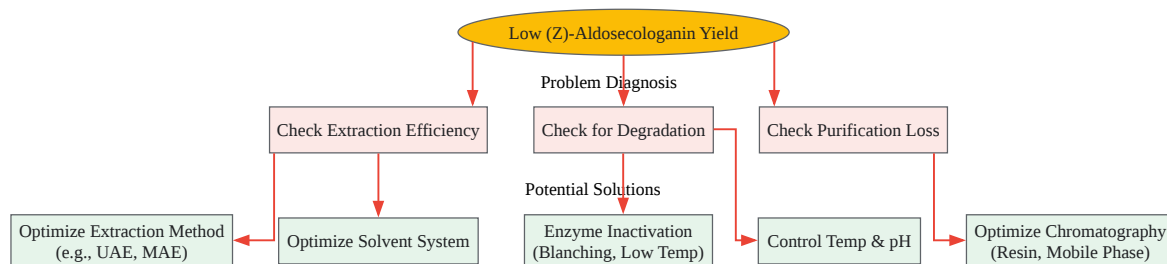 Low (Z)-Aldosecologanin Yield
Problem Diagnosis
Check Extraction Efficiency
Check for Degradation
Check Purification Loss
Potential Solutions
Optimize Extraction Method
(e.g., UAE, MAE)
Optimize Solvent System
Enzyme Inactivation
(Blanching, Low Temp)
Control Temp & pH
Optimize Chromatography
(Resin, Mobile Phase)